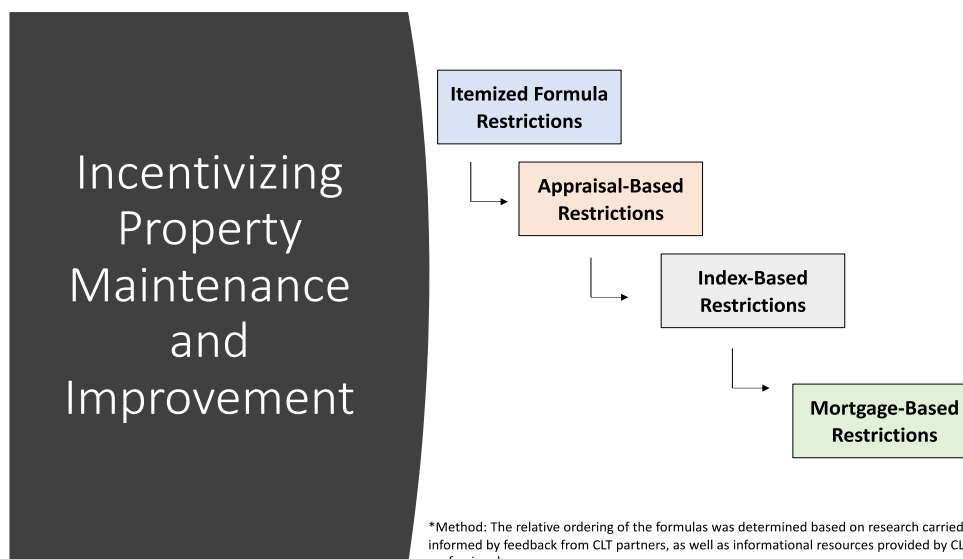 Incentivizing
Property
Maintenance
and
Improvement
Itemized Formula
Restrictions
Appraisal-Based
Restrictions
Index-Based
Restrictions
Mortgage-Based
Restrictions
*Method: The relative ordering of the formulas was determined based on research carried
informed by feedback from CLT partners, as well as informational resources provided by CL